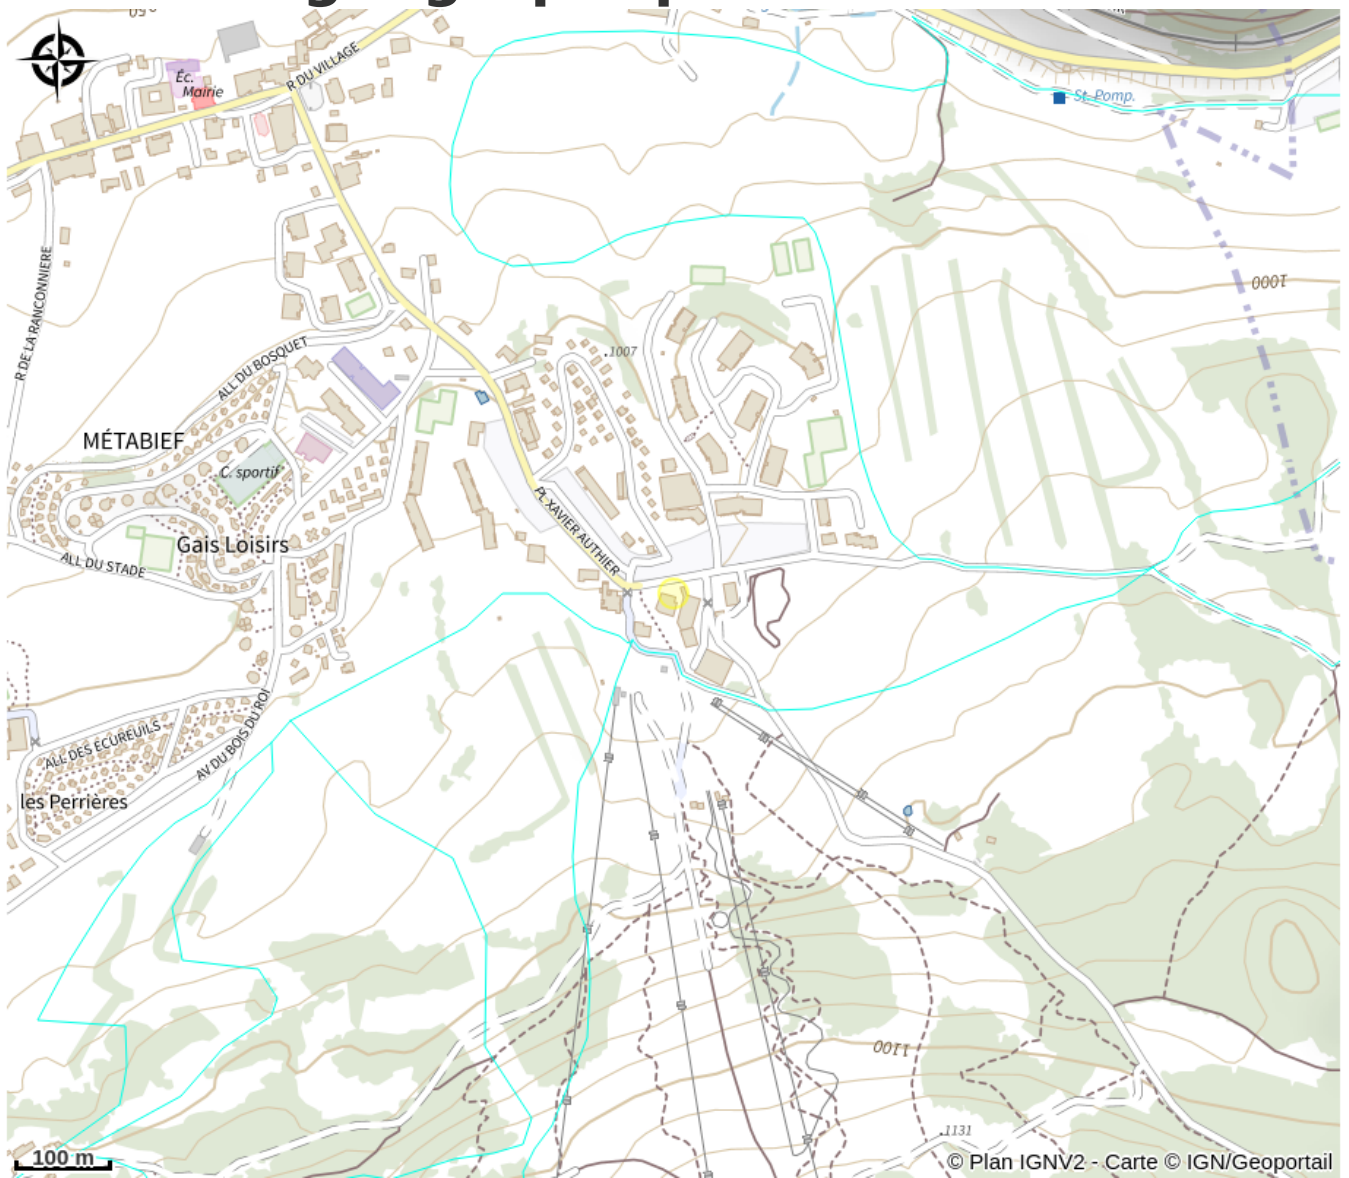 R DU VILLAGE
Éc.
Mairie
St. Pomp.
1000
R DE LA RANCONNIERE
ALL DU BOSQUET
.1007
MÉTABIEF
C. sportif
PL XAVIER AUTHIER
Gais Loisirs
ALL DU STADE
ALL DES ECUREUILS
AV DU BOIS DU ROI
les Perrières
1100
.1131
100 m
© Plan IGNV2 - Carte © IGN/Geoportail